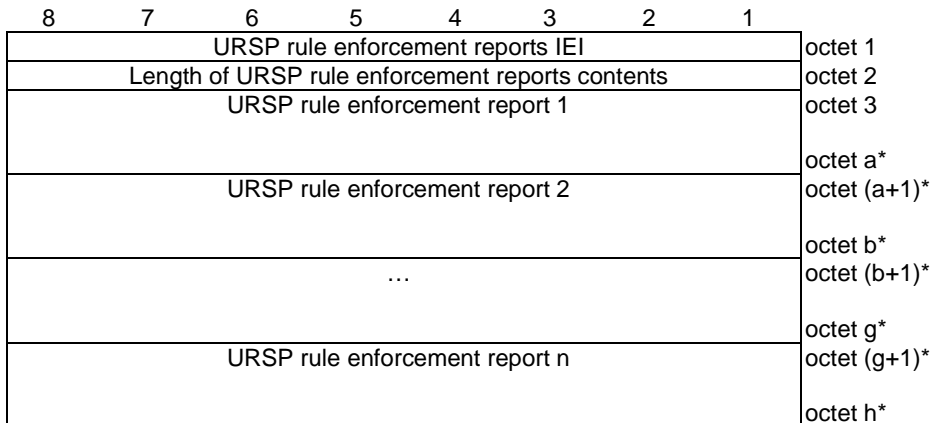 8 7 6 5 4 3 2 1
URSP rule enforcement reports IEI octet 1
Length of URSP rule enforcement reports contents octet 2
URSP rule enforcement report 1 octet 3
octet a*
URSP rule enforcement report 2 octet (a+1)*
octet b*
… octet (b+1)*
octet g*
URSP rule enforcement report n octet (g+1)*
octet h*